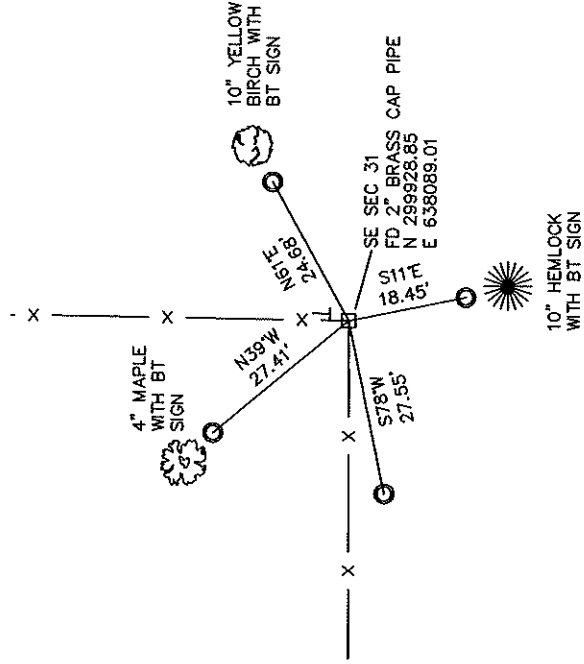 4" MAPLE
WITH BT
SIGN
10" YELLOW
BIRCH WITH
BT SIGN
N39°W
27.41'
N61°E
24.68'
SE SEC 31
FD 2" BRASS CAP PIPE
N 299928.85
E 638089.01
S78°W
27.55'
S11°E
18.45'
10" HEMLOCK
WITH BT SIGN